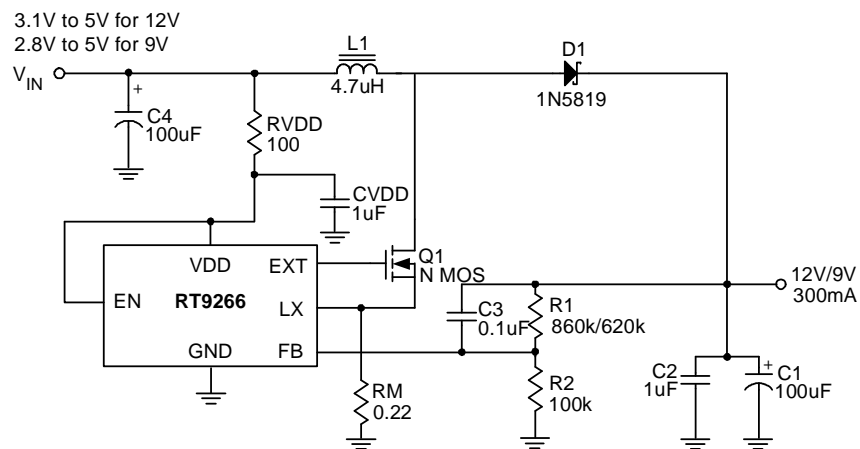 3.1V to 5V for 12V
2.8V to 5V for 9V
VIN
+
C4
100uF
L1
4.7uH
D1
1N5819
RVDD
100
CVDD
1uF
VDD
EXT
EN
RT9266
LX
GND
FB
Q1
N MOS
C3
0.1uF
R1
860k/620k
12V/9V
300mA
RM
0.22
R2
100k
C2
1uF
+
C1
100uF